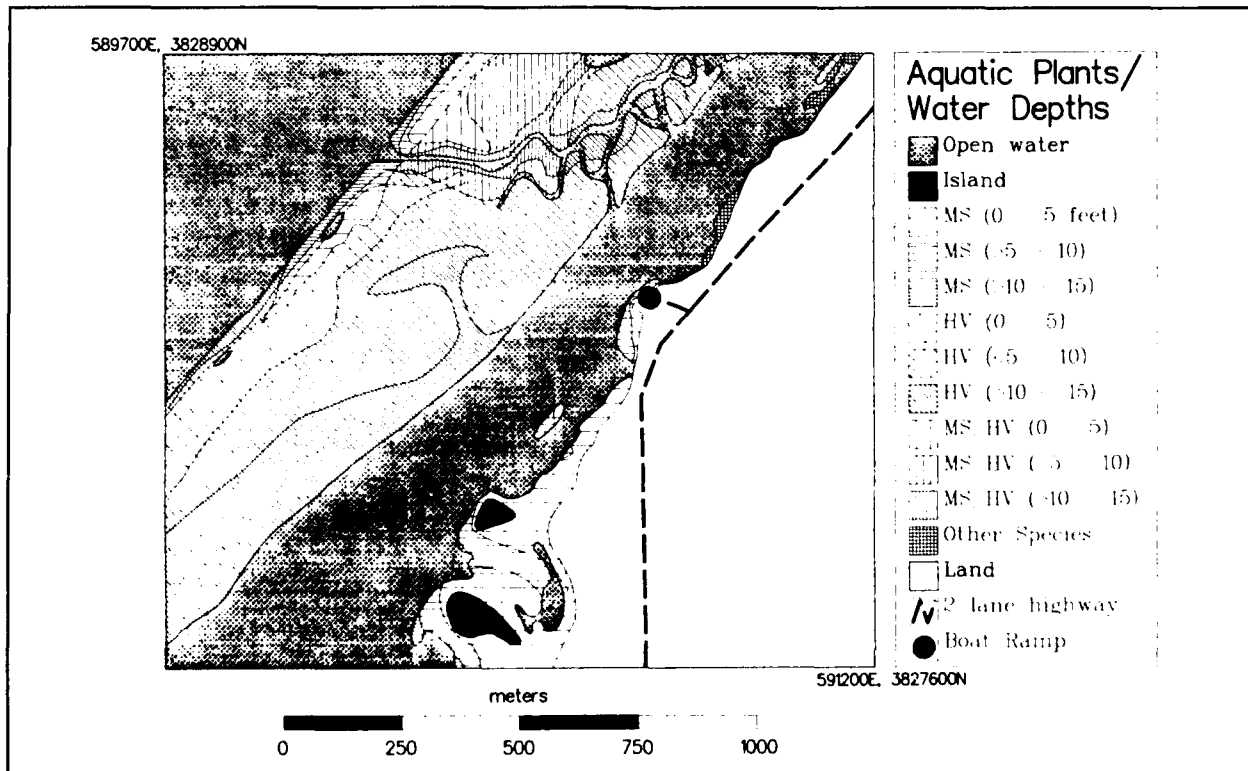 589700E, 3828900N
Aquatic Plants/
Water Depths
Open water
Island
MS (0 5 feet)
MS (>5 10)
MS (>10 15)
HV (0 5)
HV (>5 10)
HV (>10 15)
MS HV (0 5)
MS HV (>5 10)
MS HV (>10 15)
Other Species
Land
2 lane highway
Boat Ramp
591200E, 3827600N
meters
0 250 500 750 1000